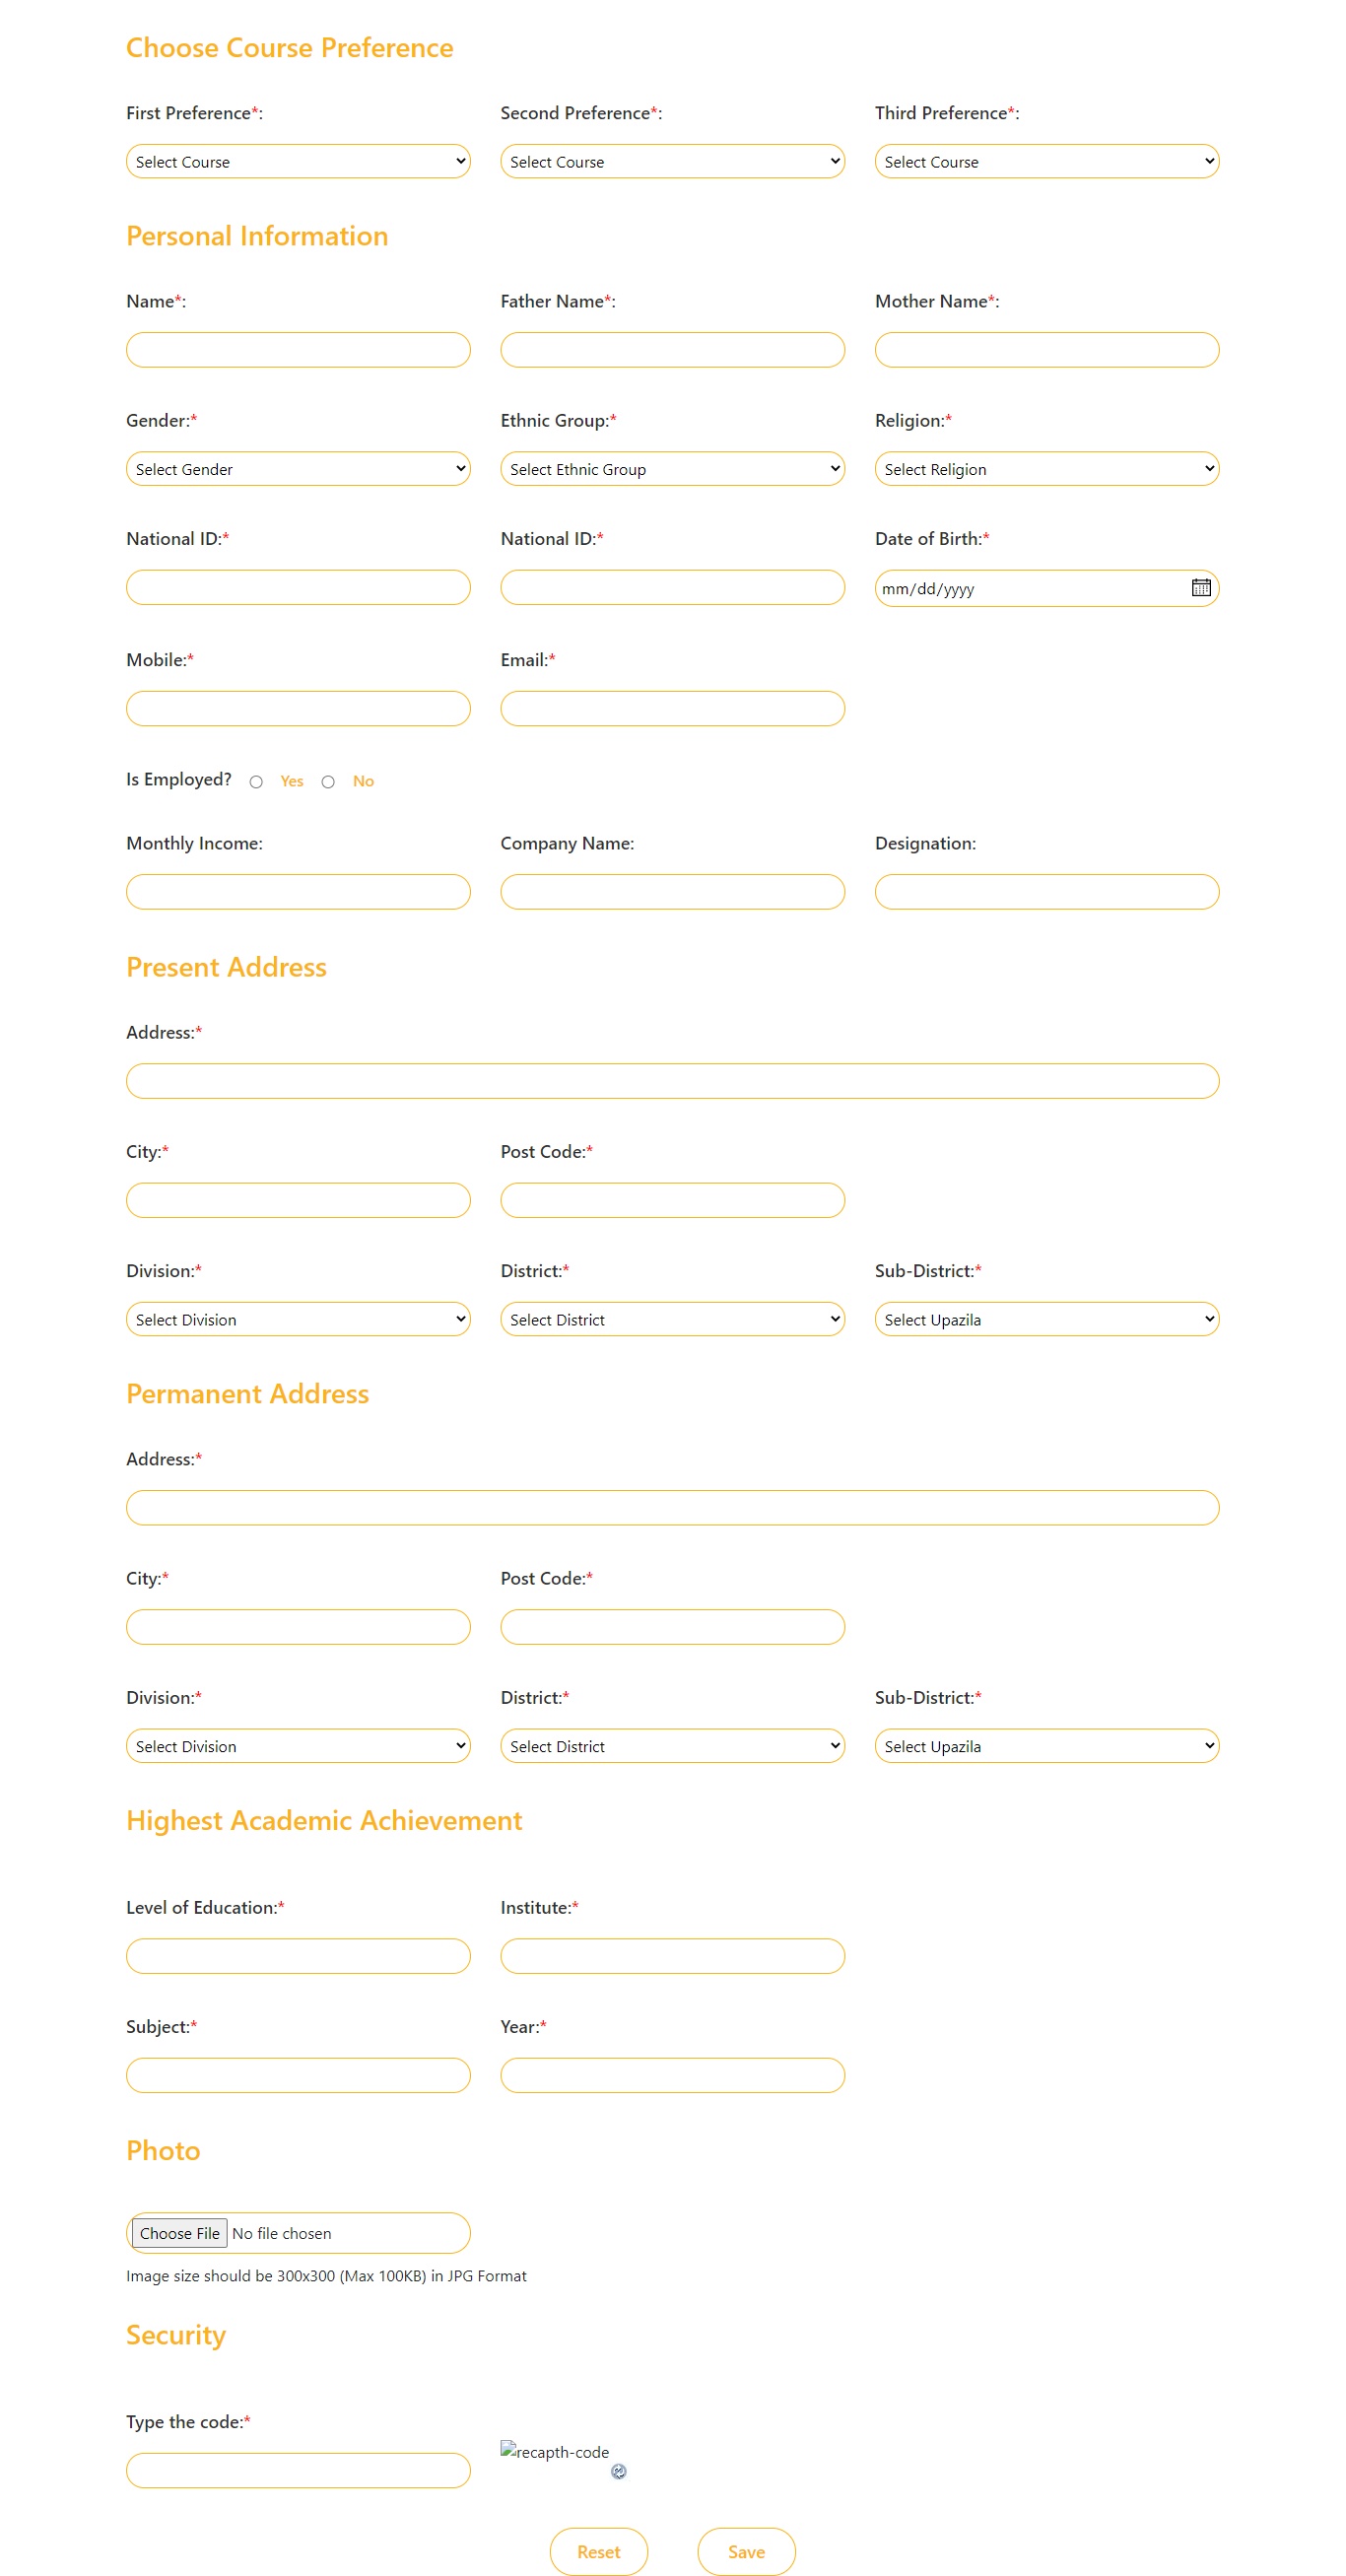 Choose Course Preference
First Preference*: Second Preference*: Third Preference*:
Select Course Select Course Select Course
Personal Information
Name*: Father Name*: Mother Name*:
Gender:* Ethnic Group:* Religion:*
Select Gender Select Ethnic Group Select Religion
National ID:* National ID:* Date of Birth:*
mm/dd/yyyy
Mobile:* Email:*
Is Employed? Yes No
Monthly Income: Company Name: Designation:
Present Address
Address:*
City:* Post Code:*
Division:* District:* Sub-District:*
Select Division Select District Select Upazila
Permanent Address
Address:*
City:* Post Code:*
Division:* District:* Sub-District:*
Select Division Select District Select Upazila
Highest Academic Achievement
Level of Education:* Institute:*
Subject:* Year:*
Photo
Choose File No file chosen
Image size should be 300x300 (Max 100KB) in JPG Format
Security
Type the code:*
recapth-code
Reset Save